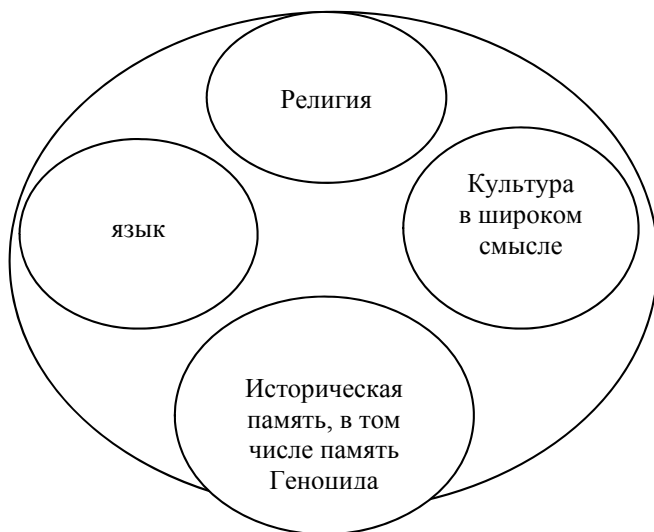 Религия
язык
Культура
в широком
смысле
Историческая
память, в том
числе память
Геноцида